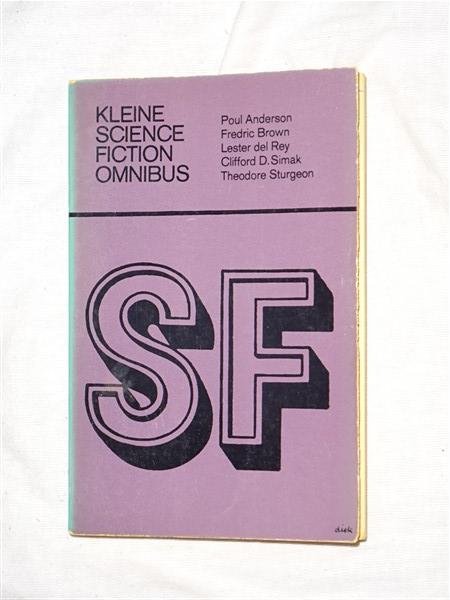 KLEINE
SCIENCE
FICTION
OMNIBUS
Poul Anderson
Fredric Brown
Lester del Rey
Clifford D. Simak
Theodore Sturgeon
SF
dick